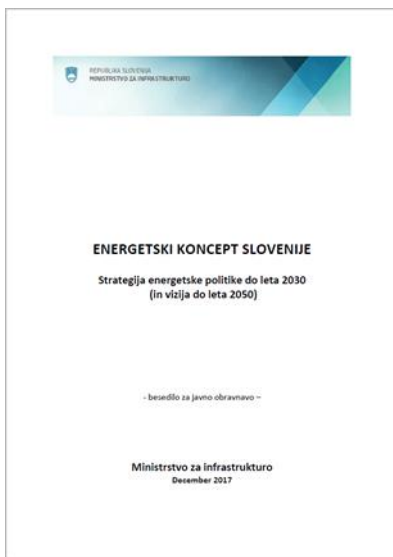 REPUBLIKA SLOVENIJA
MINISTRSTVO ZA INFRASTRUKTURO
ENERGETSKI KONCEPT SLOVENIJE
Strategija energetske politike do leta 2030
(in vizija do leta 2050)
- besedilo za javno obravnavo –
Ministrstvo za infrastrukturo
December 2017